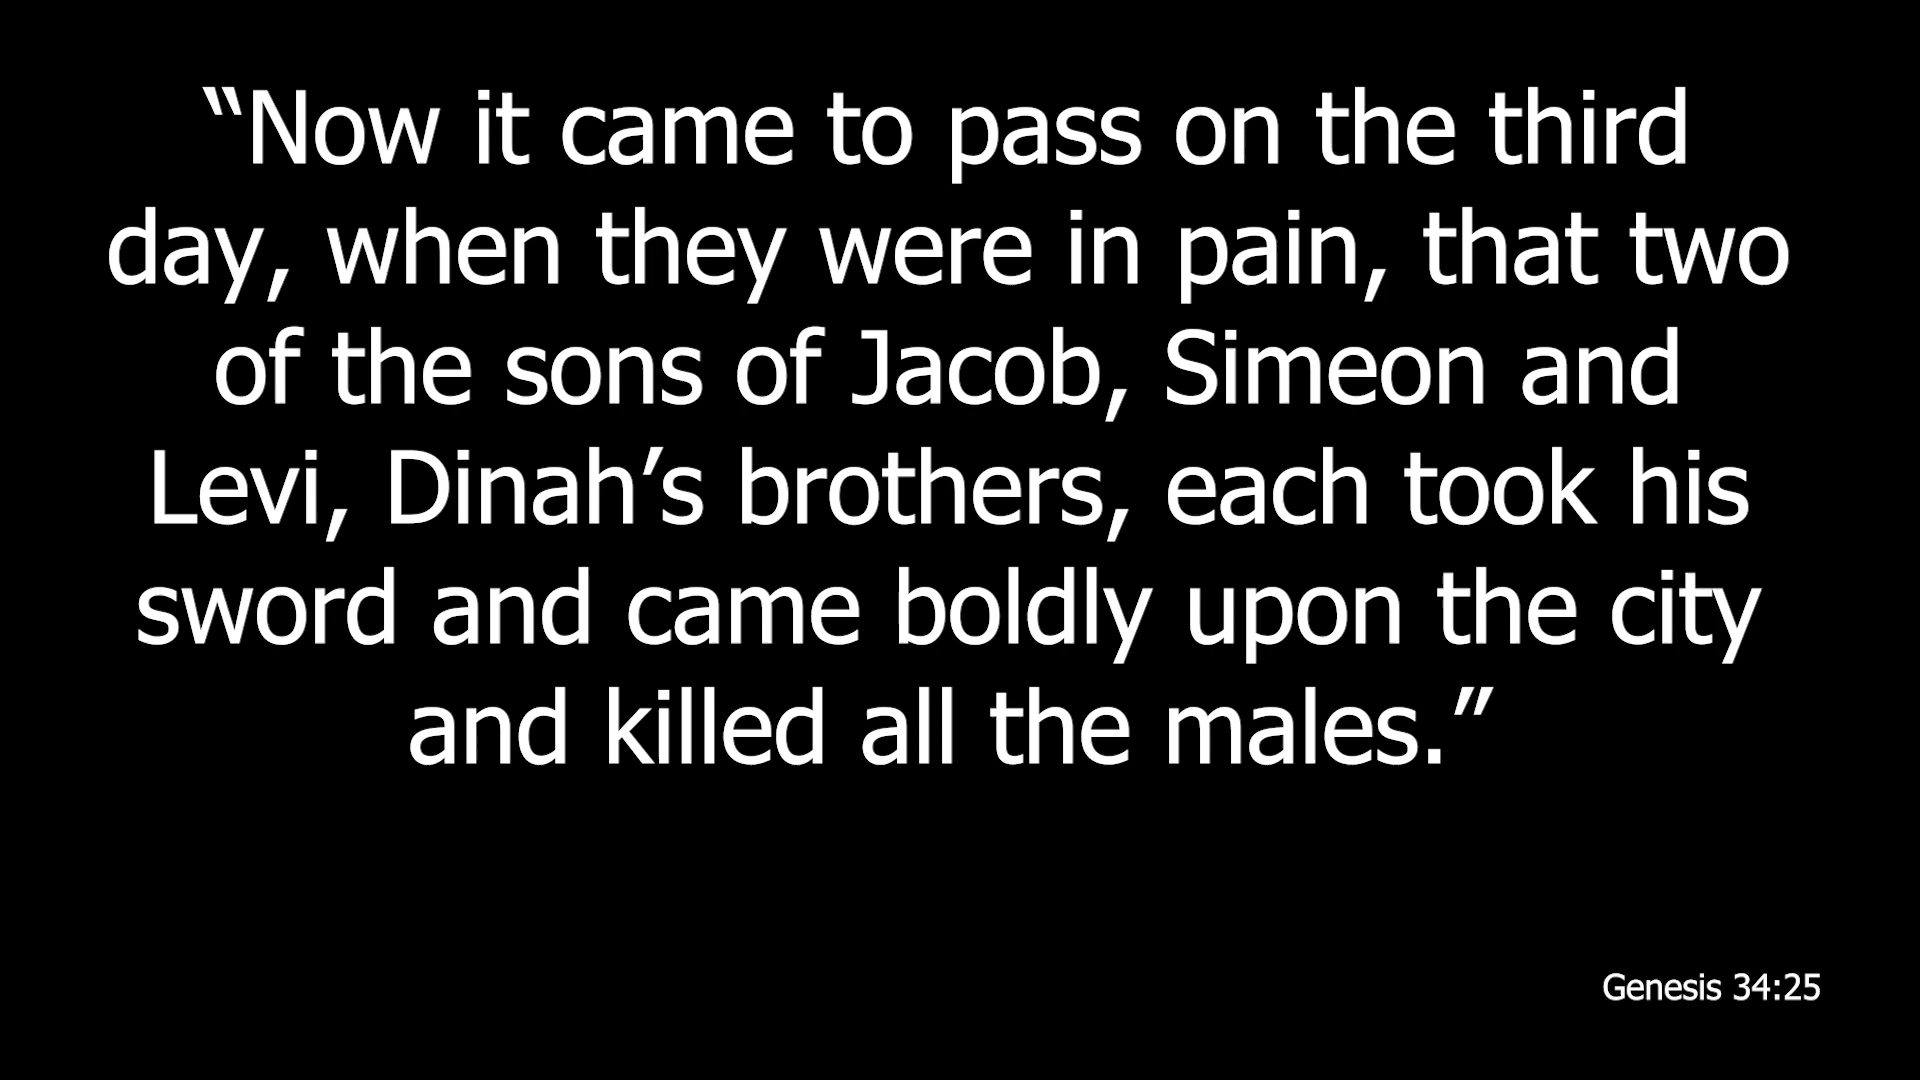 “Now it came to pass on the third
day, when they were in pain, that two
of the sons of Jacob, Simeon and
Levi, Dinah’s brothers, each took his
sword and came boldly upon the city
and killed all the males.”
Genesis 34:25